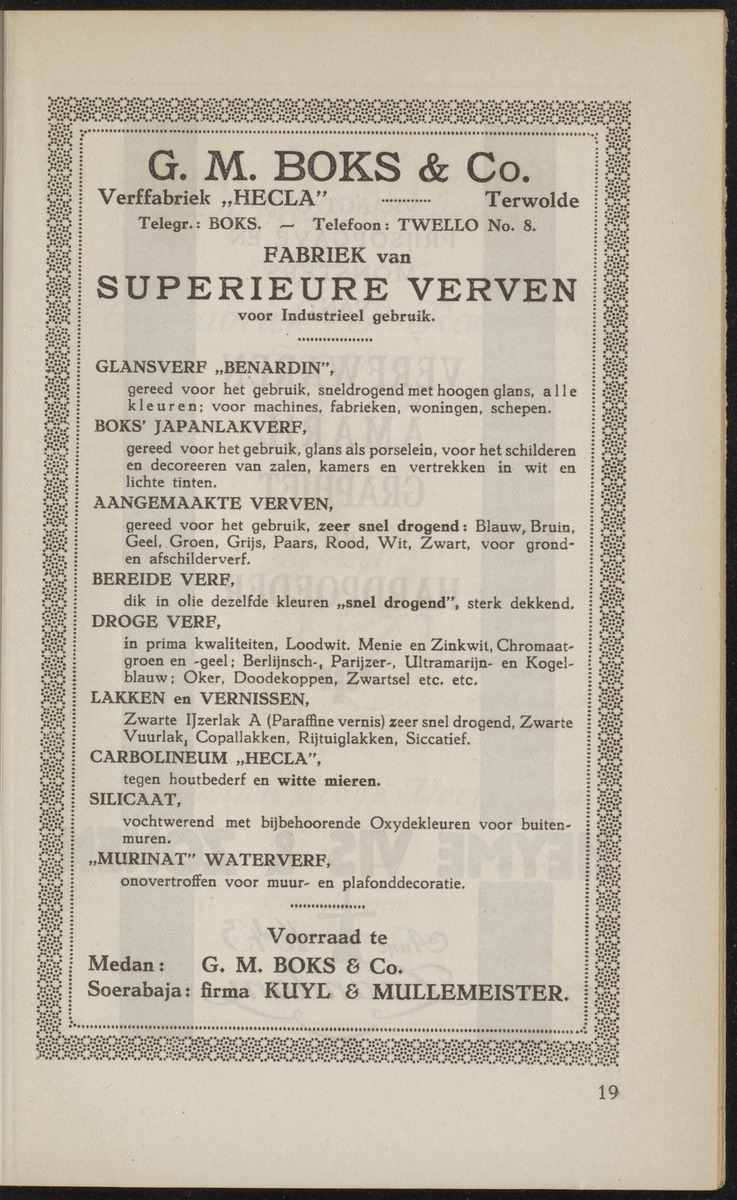 G. M. BOKS & Co.
Verffabriek „HECLA” ............ Terwolde
Telegr.: BOKS. — Telefoon: TWELLO No. 8.
FABRIEK van
SUPERIEURE VERVEN
voor Industrieel gebruik.
GLANSVERF „BENARDIN”,
gereed voor het gebruik, sneldrogend met hoogen glans, alle
kleuren; voor machines, fabrieken, woningen, schepen.
BOKS’ JAPANLAKVERF,
gereed voor het gebruik, glans als porselein, voor het schilderen
en decoreeren van zalen, kamers en vertrekken in wit en
lichte tinten.
AANGEMAAKTE VERVEN,
gereed voor het gebruik, zeer snel drogend: Blauw, Bruin,
Geel, Groen, Grijs, Paars, Rood, Wit, Zwart, voor grond-
en afschilderverf.
BEREIDE VERF,
dik in olie dezelfde kleuren „snel drogend”, sterk dekkend.
DROGE VERF,
in prima kwaliteiten, Loodwit. Menie en Zinkwit, Chromaat-
groen en -geel; Berlijnsch-, Parijzer-, Ultramarijn- en Kogel-
blauw; Oker, Doodekoppen, Zwartsel etc. etc.
LAKKEN en VERNISSEN,
Zwarte IJzerlak A (Paraffine vernis) zeer snel drogend, Zwarte
Vuurlak, Copallakken, Rijtuiglakken, Siccatief.
CARBOLINEUM „HECLA”,
tegen houtbederf en witte mieren.
SILICAAT,
vochtwerend met bijbehoorende Oxydekleuren voor buiten-
muren.
„MURINAT” WATERVERF,
onovertroffen voor muur- en plafonddecoratie.
Voorraad te
Medan: G. M. BOKS & Co.
Soerabaja: firma KUYL & MULLEMEISTER.
19